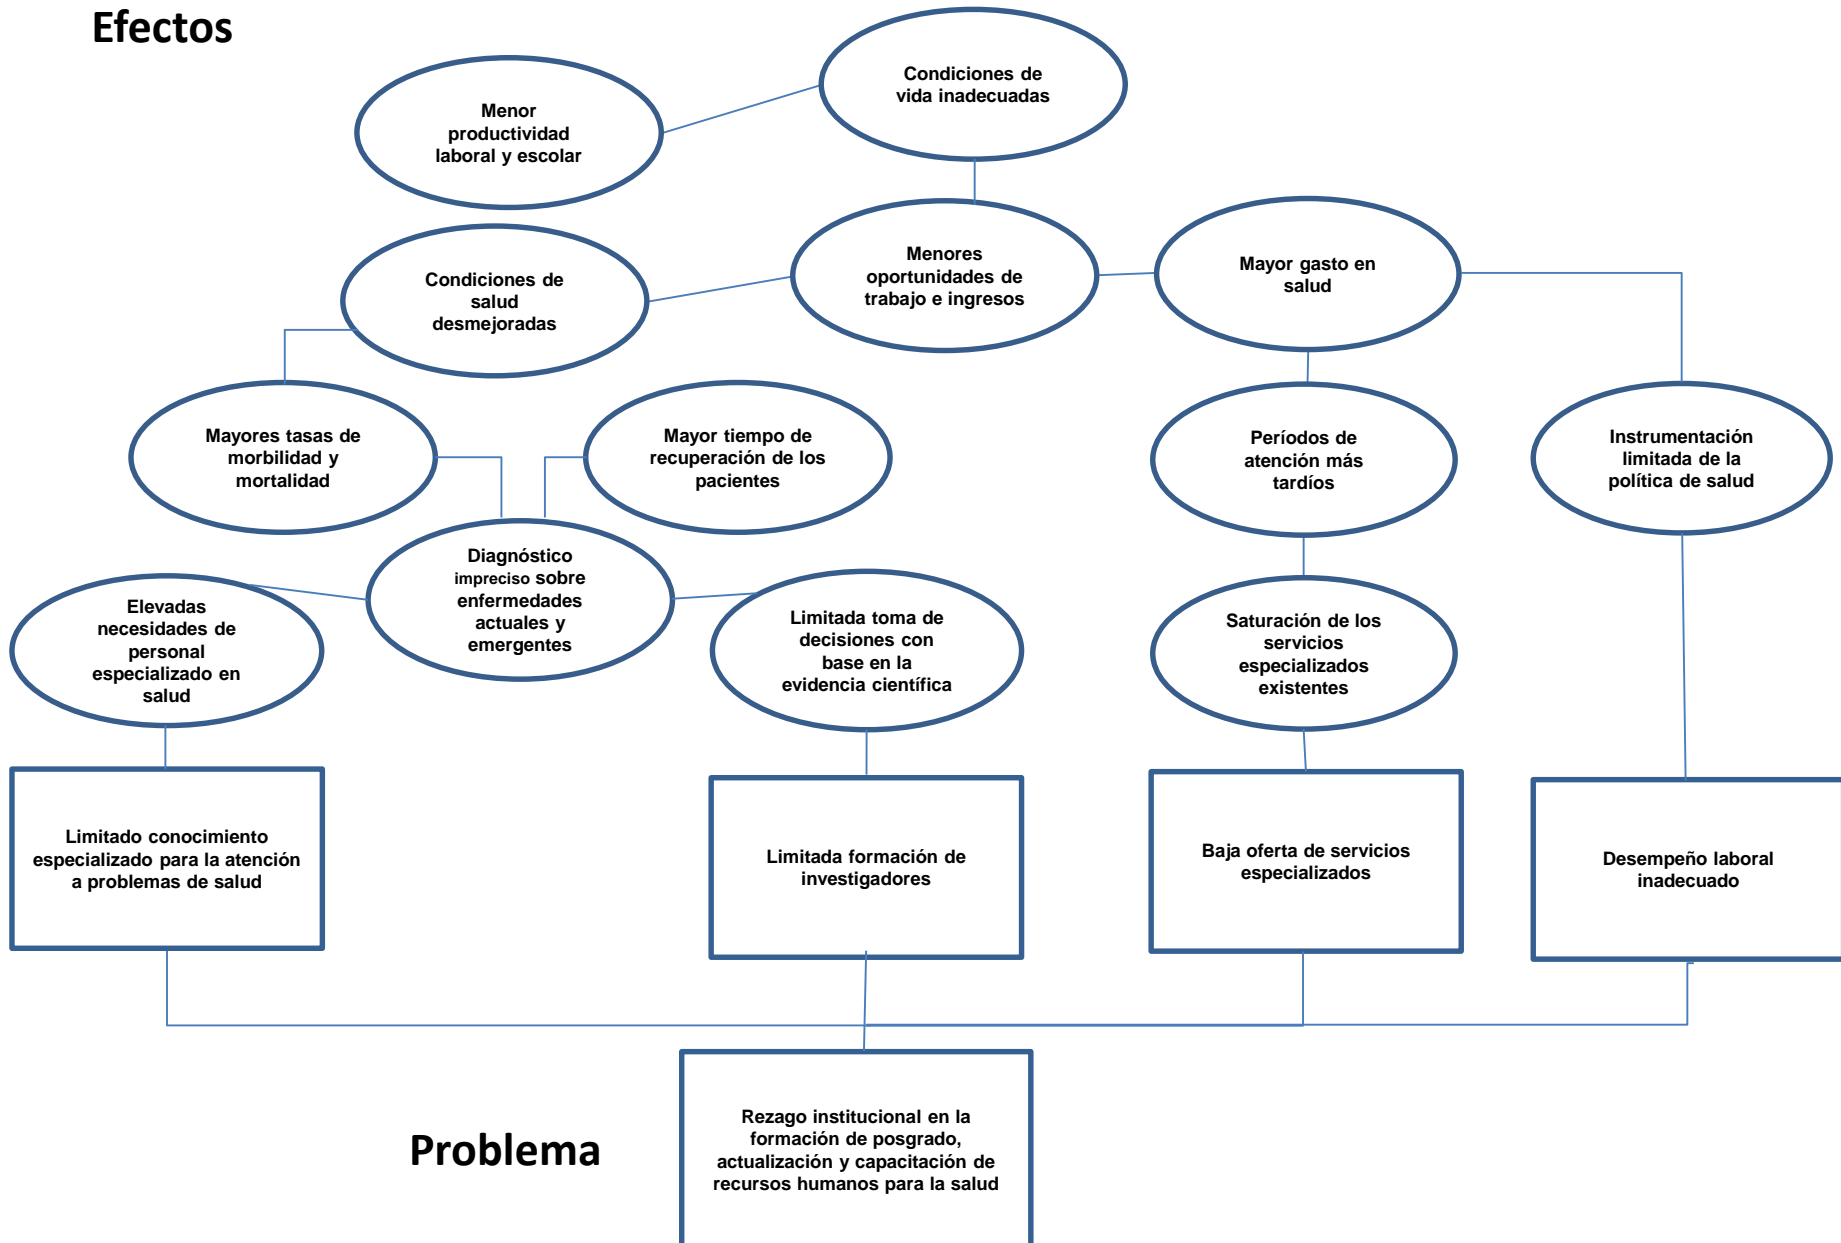 Efectos
Condiciones de
vida inadecuadas
Menor
productividad
laboral y escolar
Menores
oportunidades de
trabajo e ingresos
Mayor gasto en
salud
Condiciones de
salud
desmejoradas
Mayores tasas de
morbilidad y
mortalidad
Mayor tiempo de
recuperación de los
pacientes
Períodos de
atención más
tardíos
Instrumentación
limitada de la
política de salud
Diagnóstico
impreciso sobre
enfermedades
actuales y
emergentes
Elevadas
necesidades de
personal
especializado en
salud
Limitada toma de
decisiones con
base en la
evidencia científica
Saturación de los
servicios
especializados
existentes
Limitado conocimiento
especializado para la atención
a problemas de salud
Limitada formación de
investigadores
Baja oferta de servicios
especializados
Desempeño laboral
inadecuado
Problema
Rezago institucional en la
formación de posgrado,
actualización y capacitación de
recursos humanos para la salud